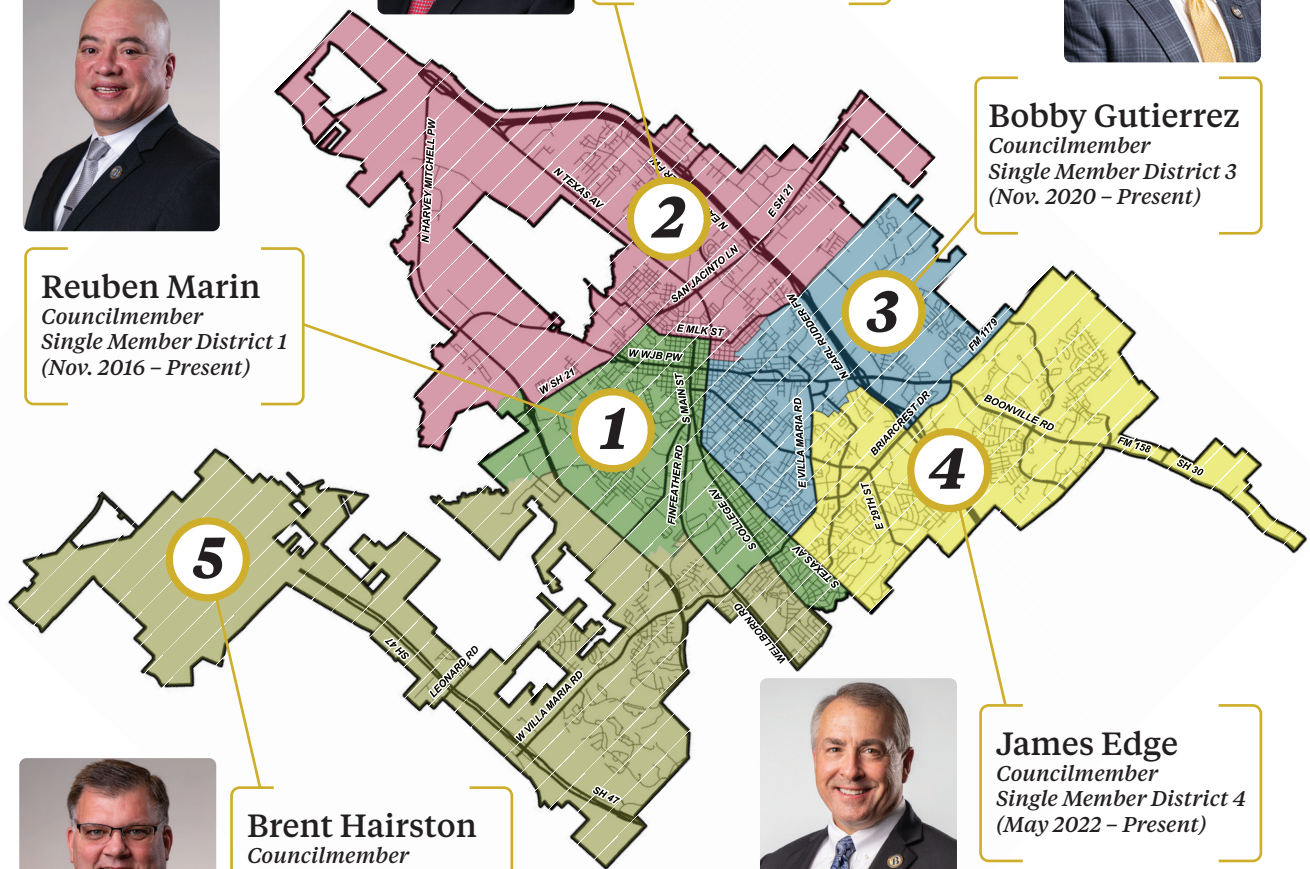 Bobby Gutierrez
Councilmember
Single Member District 3
(Nov. 2020 – Present)
Reuben Marin
Councilmember
Single Member District 1
(Nov. 2016 – Present)
2
3
1
4
5
N HARVEY MITCHELL PW
N TEXAS AV
E SH 21
SAN JACINTO LN
E MLK ST
W WJB PW
W SH 21
S MAIN ST
N EARL RUDDER FW
FM 1179
BRIARCREST DR
BOONVILLE RD
FM 158
SH 30
E VILLA MARIA RD
E 29TH ST
FINFEATHER RD
S COLLEGE AV
S TEXAS AV
WELLBORN RD
SH 47
LEONARD RD
W VILLA MARIA RD
SH 47
James Edge
Councilmember
Single Member District 4
(May 2022 – Present)
Brent Hairston
Councilmember